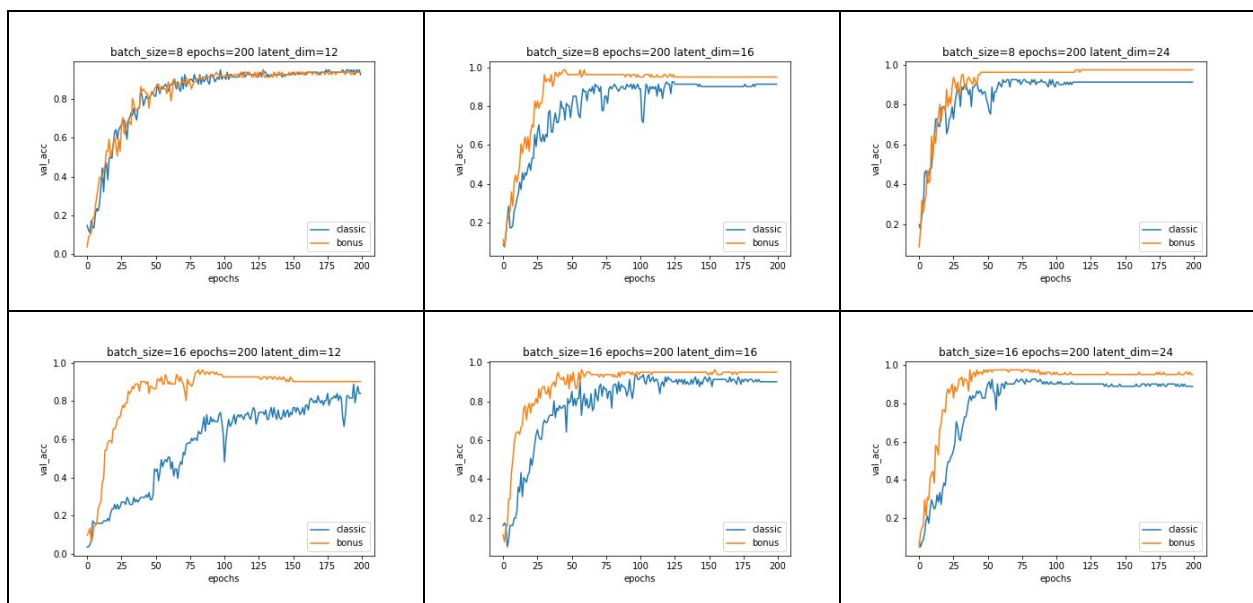 batch_size=8 epochs=200 latent_dim=12
val_acc
0.8
0.6
0.4
0.2
0.0
0 25 50 75 100 125 150 175 200
epochs
classic
bonus
batch_size=8 epochs=200 latent_dim=16
val_acc
1.0
0.8
0.6
0.4
0.2
0 25 50 75 100 125 150 175 200
epochs
classic
bonus
batch_size=8 epochs=200 latent_dim=24
val_acc
1.0
0.8
0.6
0.4
0.2
0 25 50 75 100 125 150 175 200
epochs
classic
bonus
batch_size=16 epochs=200 latent_dim=12
val_acc
1.0
0.8
0.6
0.4
0.2
0.0
0 25 50 75 100 125 150 175 200
epochs
classic
bonus
batch_size=16 epochs=200 latent_dim=16
val_acc
1.0
0.8
0.6
0.4
0.2
0 25 50 75 100 125 150 175 200
epochs
classic
bonus
batch_size=16 epochs=200 latent_dim=24
val_acc
1.0
0.8
0.6
0.4
0.2
0 25 50 75 100 125 150 175 200
epochs
classic
bonus